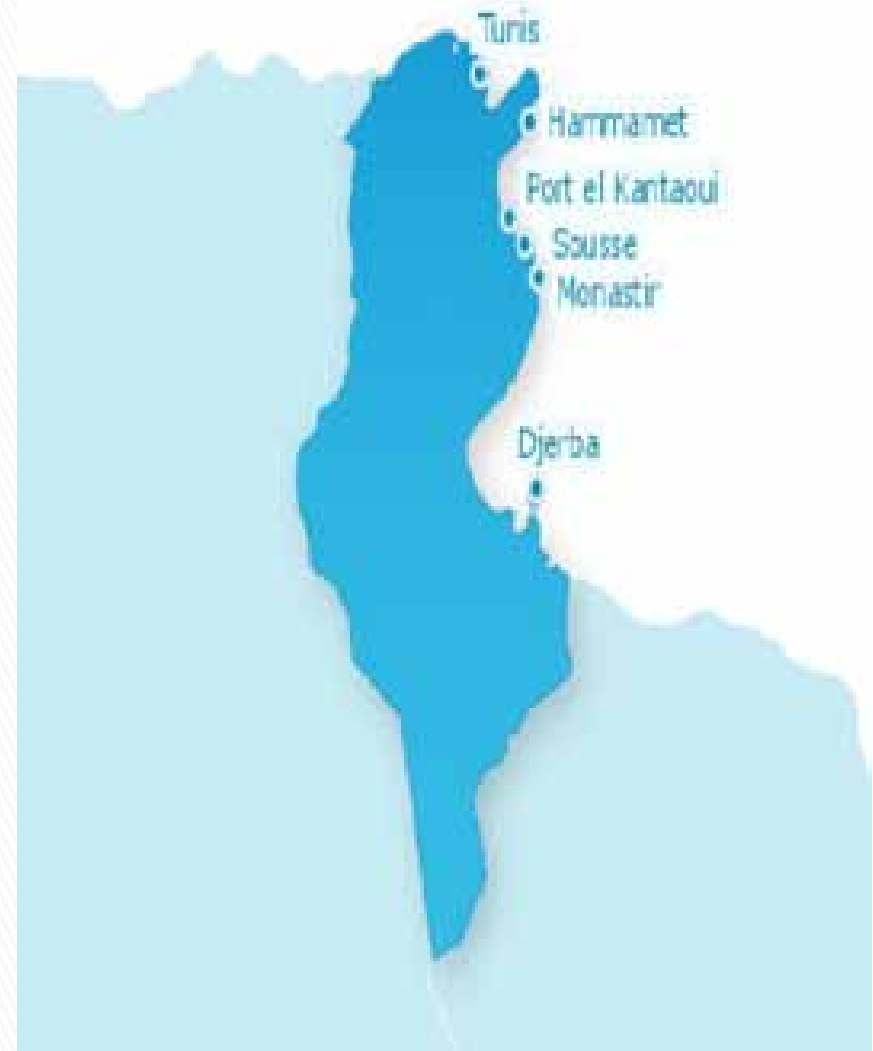 Tunis
Hammamet
Port el Kantaoui
Sousse
Monastir
Djerba